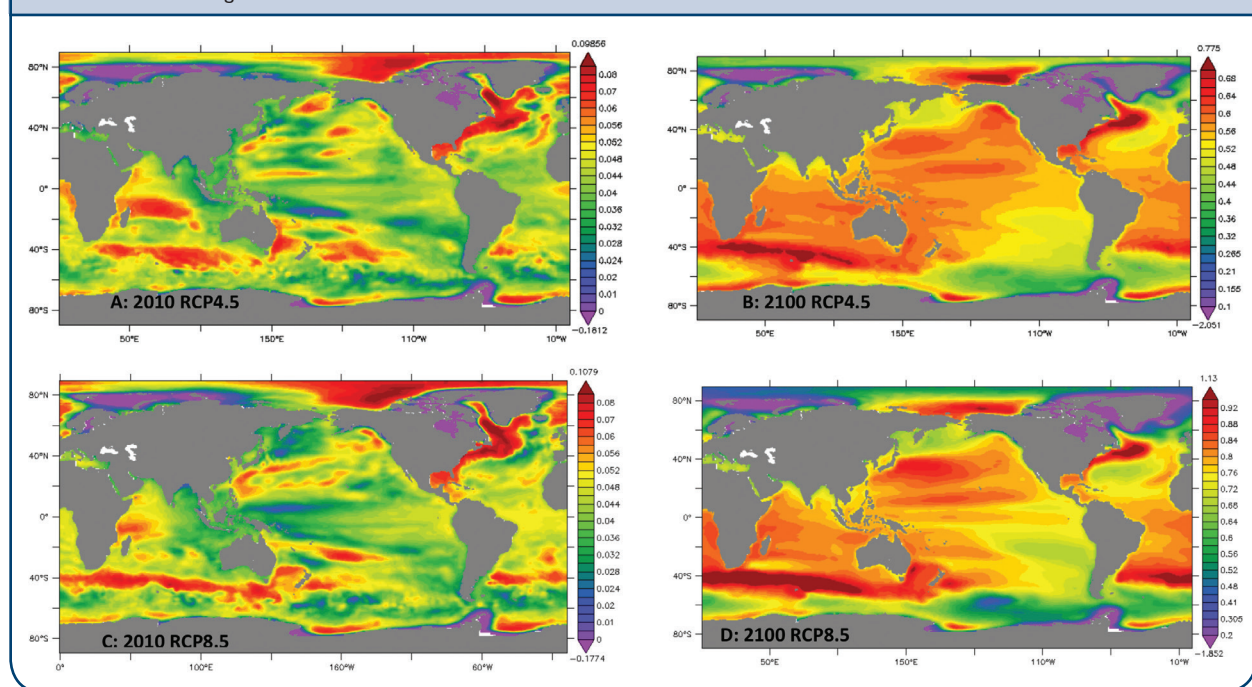 0.09856
80°N
40°N
0°
40°S
80°S
50°E
150°E
110°W
10°W
A: 2010 RCP4.5
0.08
0.07
0.06
0.056
0.052
0.048
0.044
0.04
0.036
0.032
0.028
0.024
0.02
0.01
0
−0.1812
0.775
80°N
40°N
0°
40°S
80°S
50°E
150°E
110°W
10°W
B: 2100 RCP4.5
0.68
0.64
0.6
0.56
0.52
0.48
0.44
0.4
0.36
0.32
0.265
0.21
0.155
0.1
−2.051
0.1079
80°N
40°N
0°
40°S
80°S
0°
100°E
160°W
60°W
C: 2010 RCP8.5
0.08
0.07
0.06
0.056
0.052
0.048
0.044
0.04
0.036
0.032
0.028
0.024
0.02
0.01
0
−0.1774
1.13
80°N
40°N
0°
40°S
80°S
50°E
150°E
110°W
10°W
D: 2100 RCP8.5
0.92
0.88
0.84
0.8
0.76
0.72
0.68
0.64
0.6
0.56
0.52
0.48
0.41
0.305
0.2
−1.852